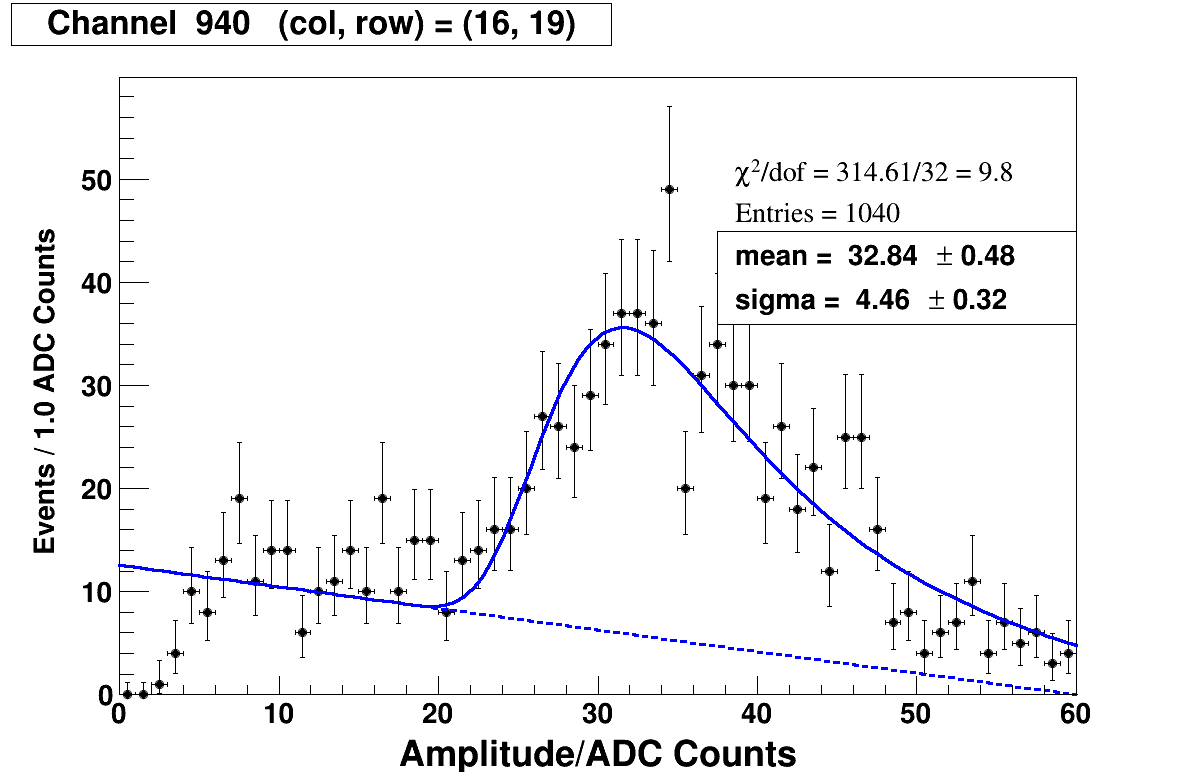 Channel 940 (col, row) = (16, 19)
χ²/dof = 314.61/32 = 9.8
Entries = 1040
mean = 32.84 ± 0.48
sigma = 4.46 ± 0.32
Events / 1.0 ADC Counts
50
40
30
20
10
0
0 10 20 30 40 50 60
Amplitude/ADC Counts